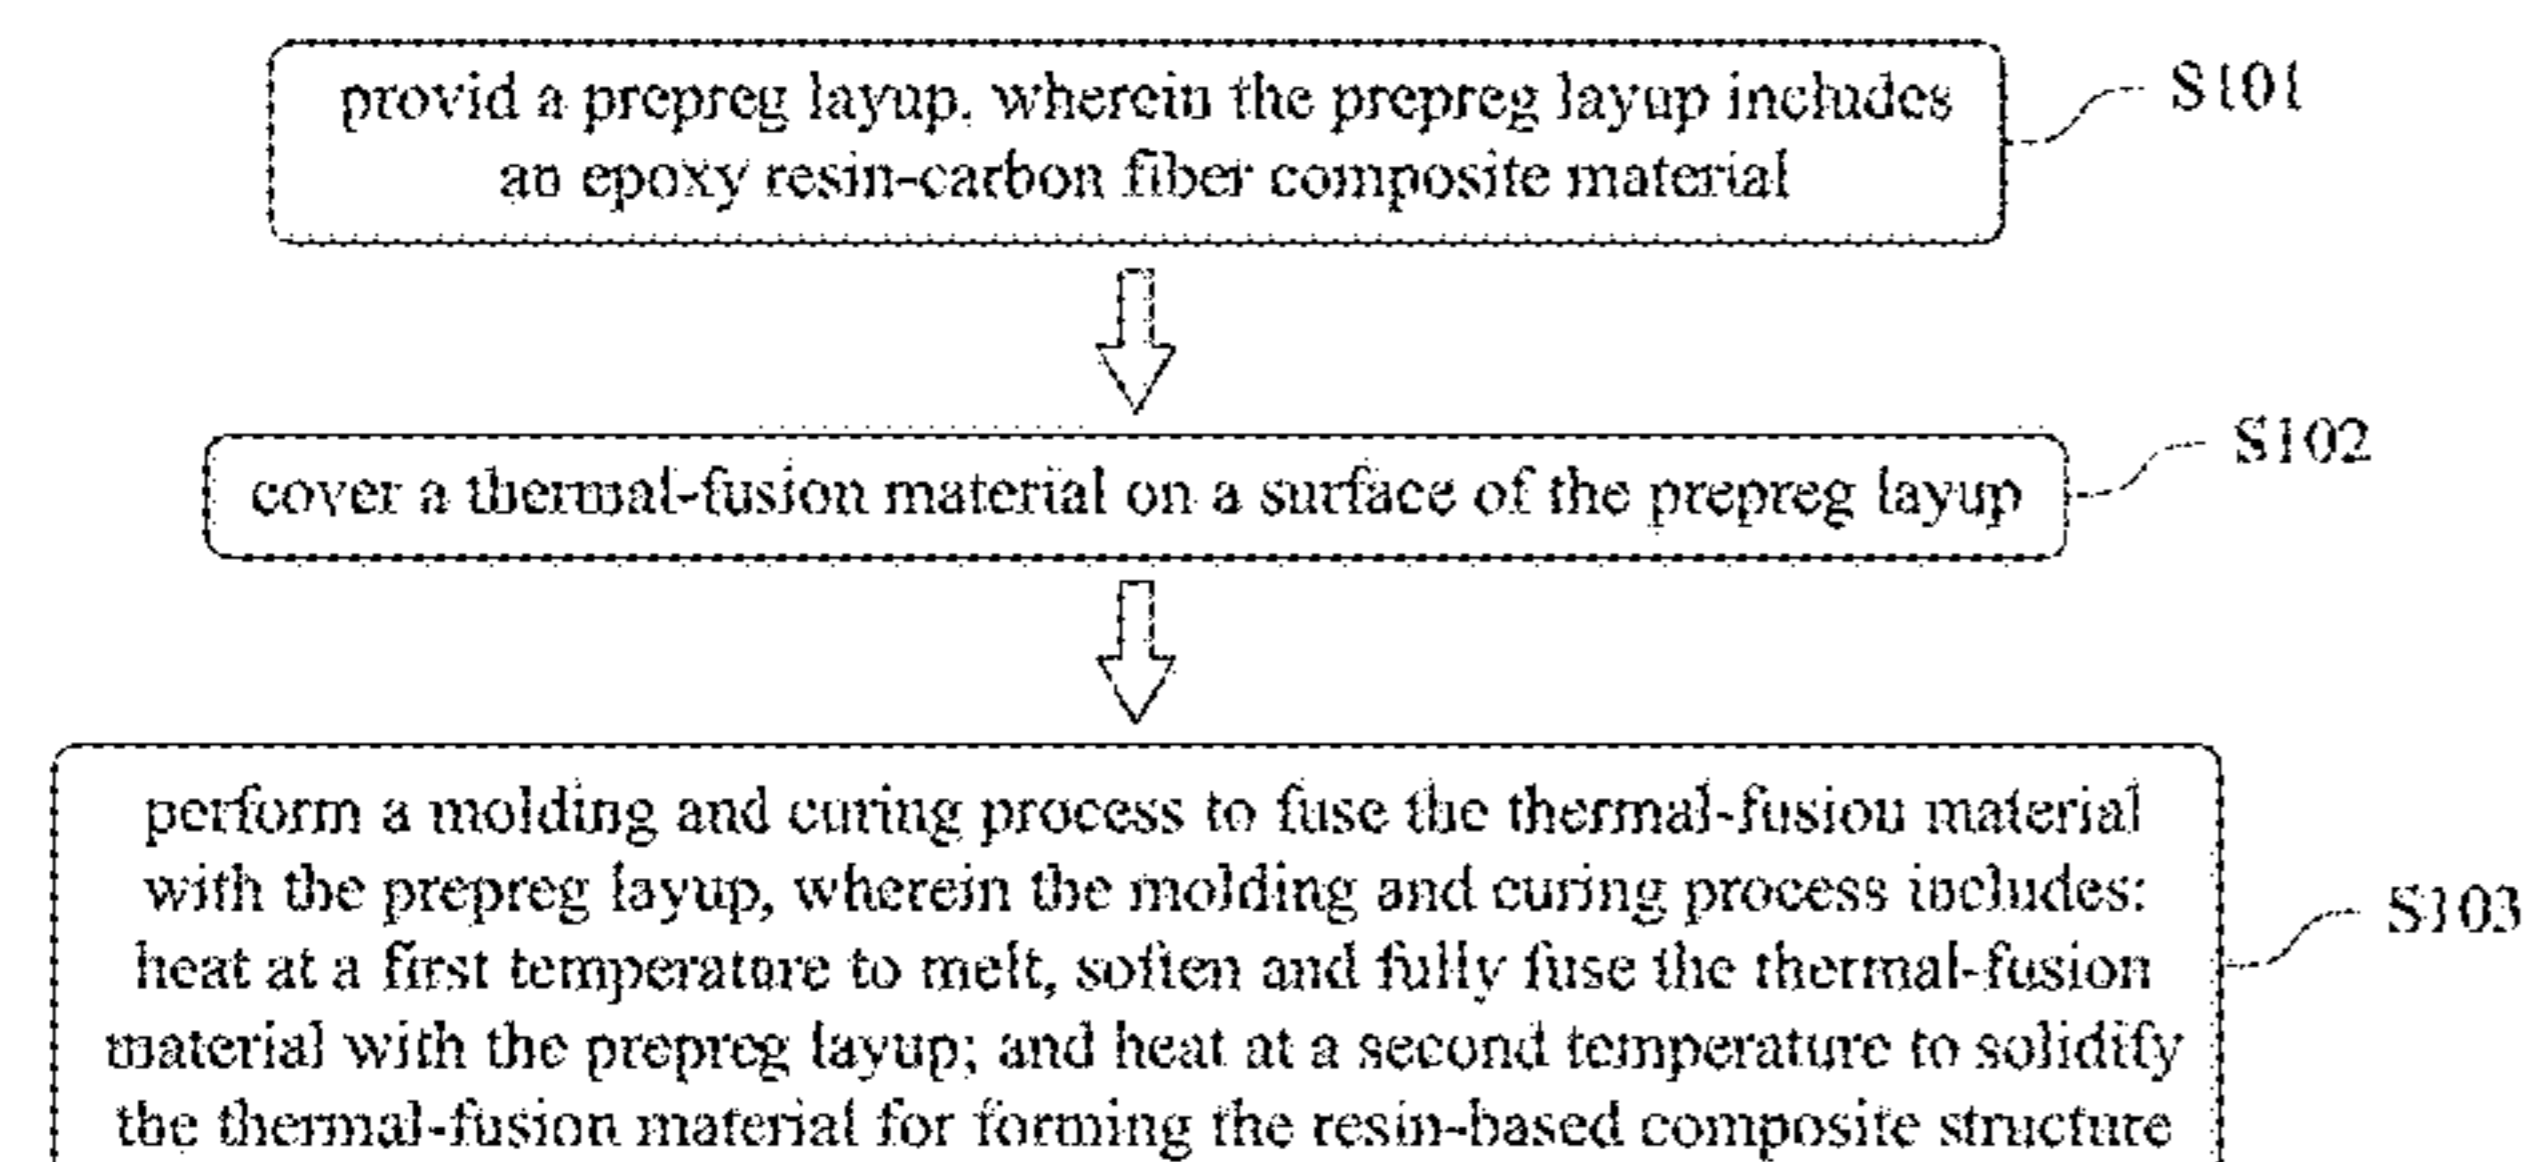 provid a prepreg layup, wherein the prepreg layup includes
an epoxy resin-carbon fiber composite material
S101
cover a thermal-fusion material on a surface of the prepreg layup
S102
perform a molding and curing process to fuse the thermal-fusion material
with the prepreg layup, wherein the molding and curing process includes:
heat at a first temperature to melt, soften and fully fuse the thermal-fusion
material with the prepreg layup; and heat at a second temperature to solidify
the thermal-fusion material for forming the resin-based composite structure
S103